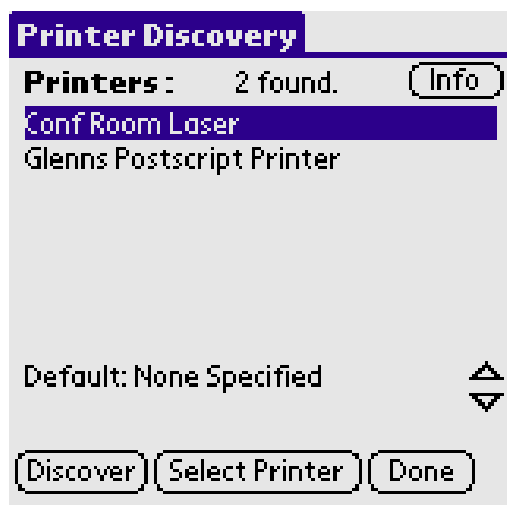 Printer Discovery
Printers: 2 found. Info
Conf Room Laser
Glenns Postscript Printer
Default: None Specified
Discover Select Printer Done